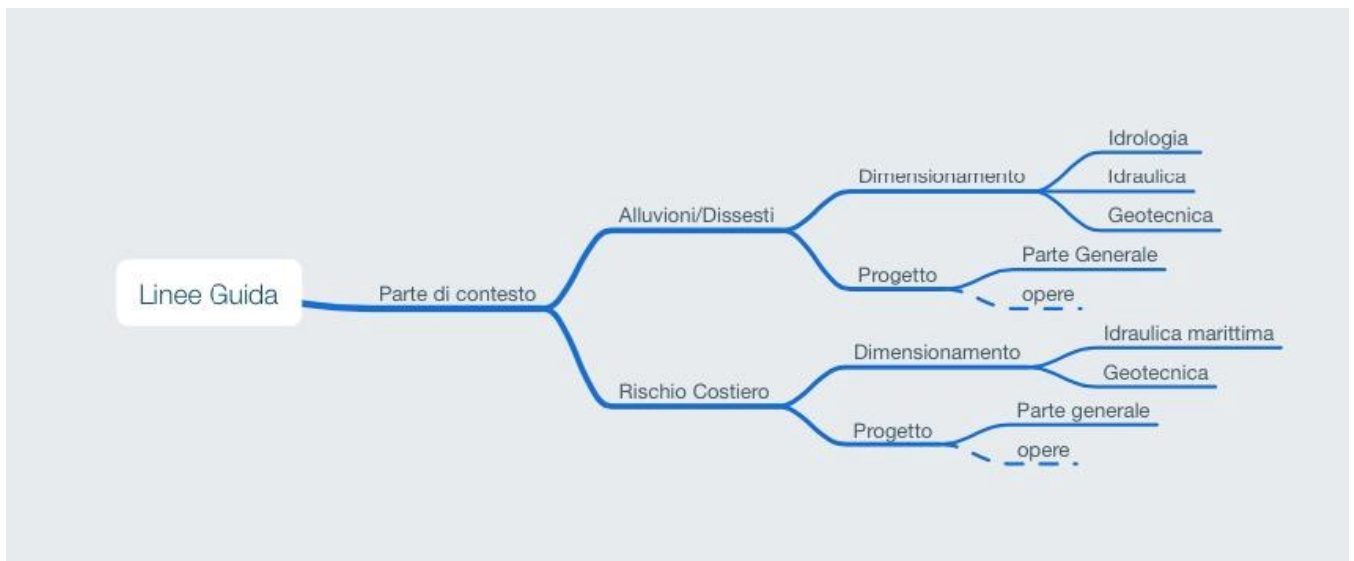 Linee Guida
Parte di contesto
Alluvioni/Dissesti
Dimensionamento
Idrologia
Idraulica
Geotecnica
Progetto
Parte Generale
opere
Rischio Costiero
Dimensionamento
Idraulica marittima
Geotecnica
Progetto
Parte generale
opere